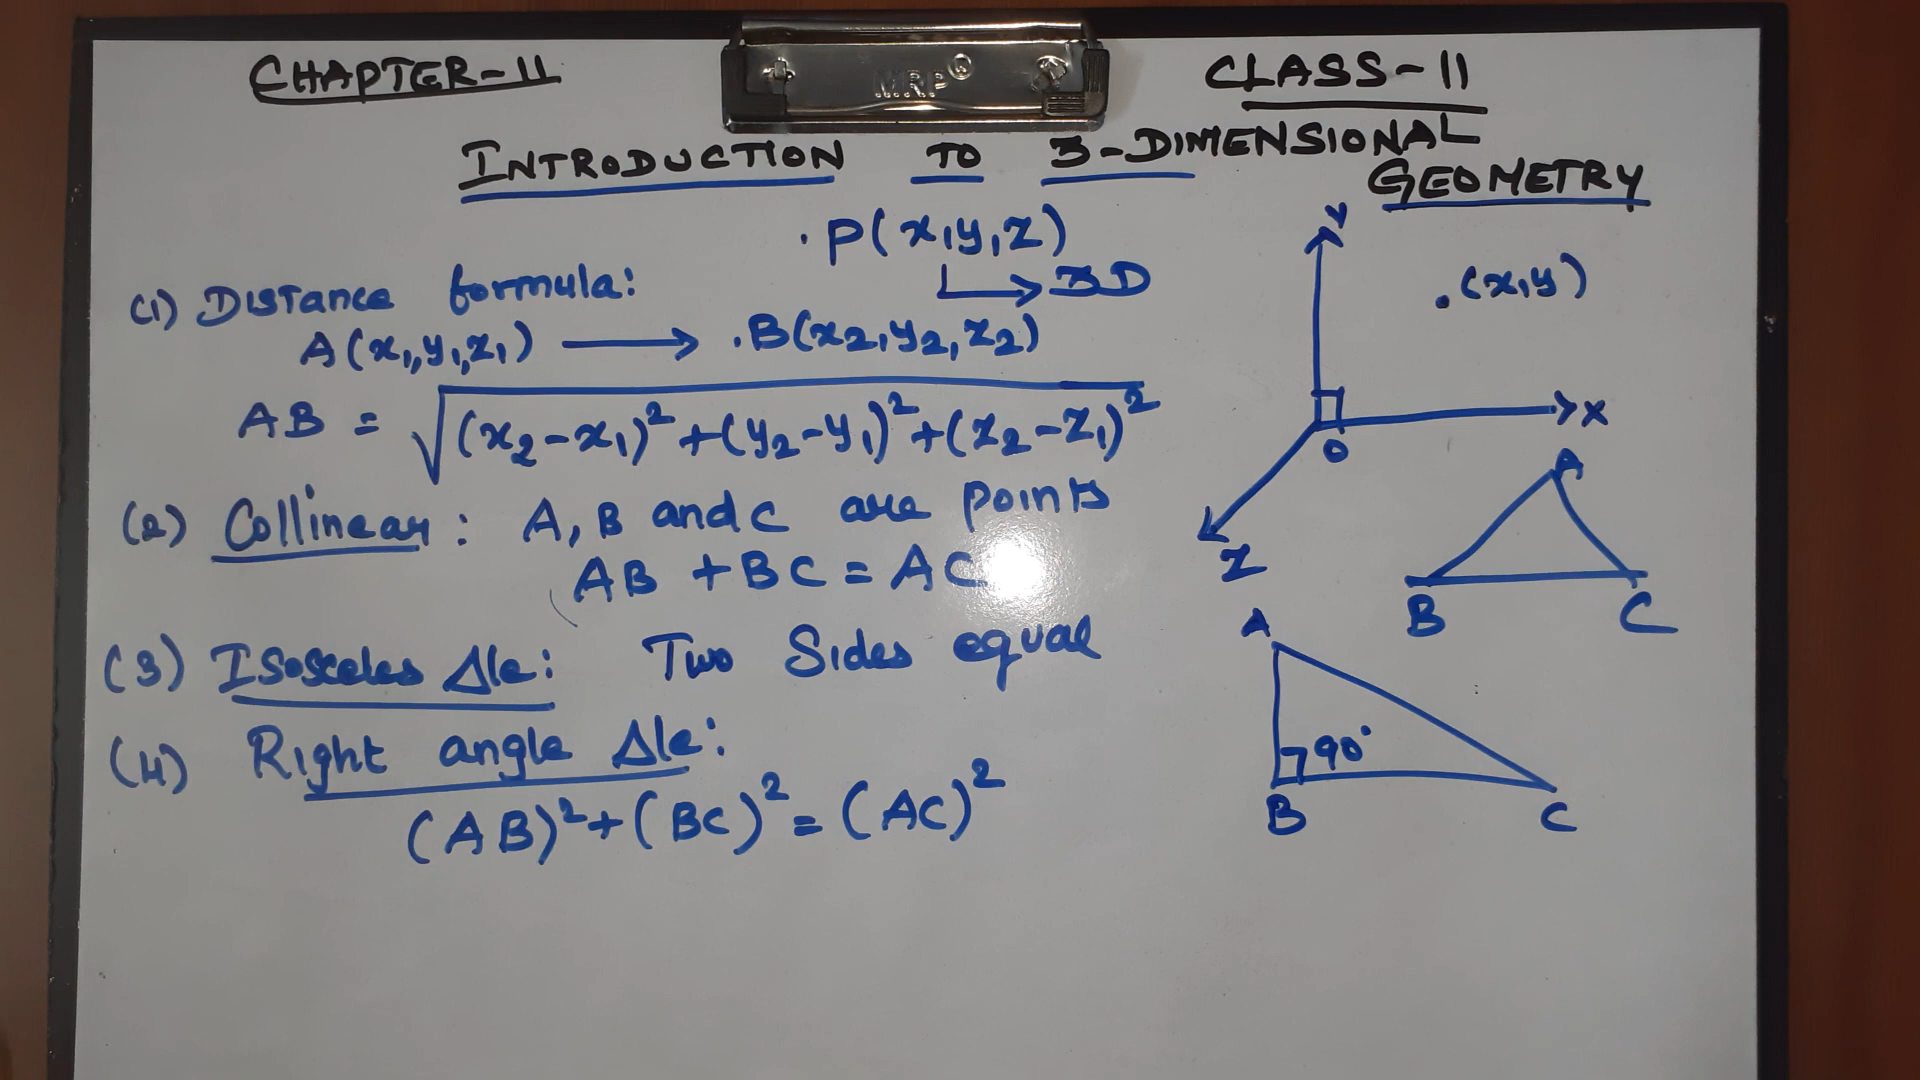 CHAPTER-11
MRP
CLASS-11
INTRODUCTION TO 3-DIMENSIONAL
GEOMETRY
.P(x,y,z)
3D
(1) Distance formula:
A(x₁,y₁,z₁) ⟶ .B(x₂,y₂,z₂)
AB = √(x₂-x₁)²+(y₂-y₁)²+(z₂-z₁)²
(2) Collinear: A, B and C are points
AB + BC = AC
(3) Isosceles Δle: Two Sides equal
(4) Right angle Δle:
(AB)²+(BC)²=(AC)²
Y
.(x,y)
X
O
Z
A
B
C
A
90°
B
C